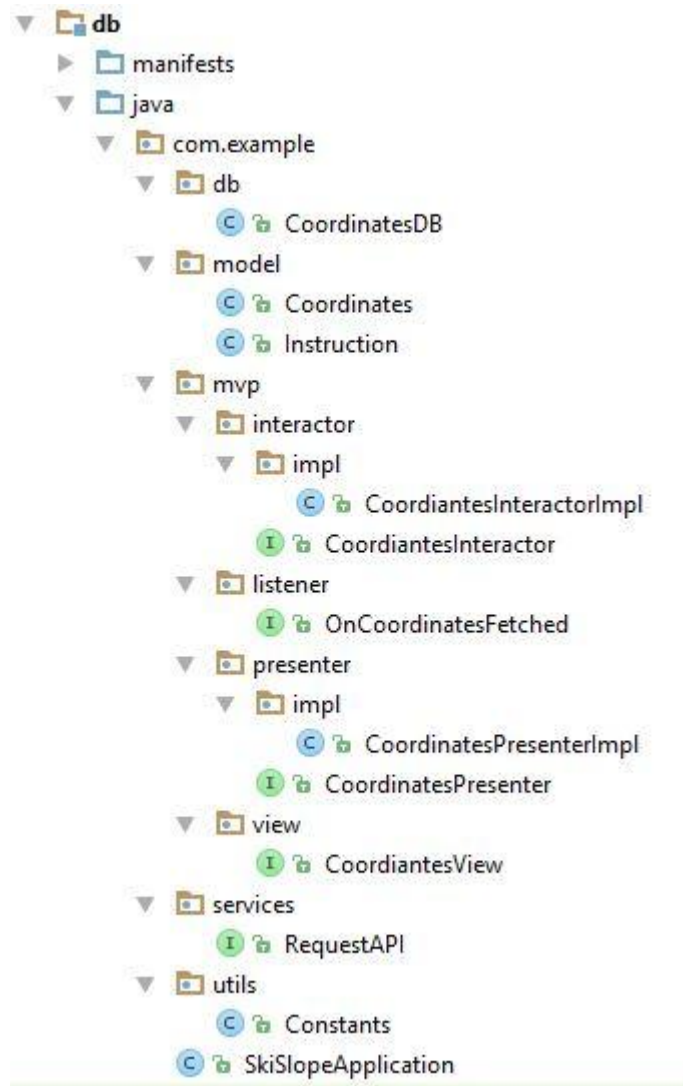 db
manifests
java
com.example
db
C CoordinatesDB
model
C Coordinates
C Instruction
mvp
interactor
impl
C CoordiantesInteractorImpl
I CoordiantesInteractor
listener
I OnCoordinatesFetched
presenter
impl
C CoordinatesPresenterImpl
I CoordinatesPresenter
view
I CoordiantesView
services
I RequestAPI
utils
C Constants
C SkiSlopeApplication